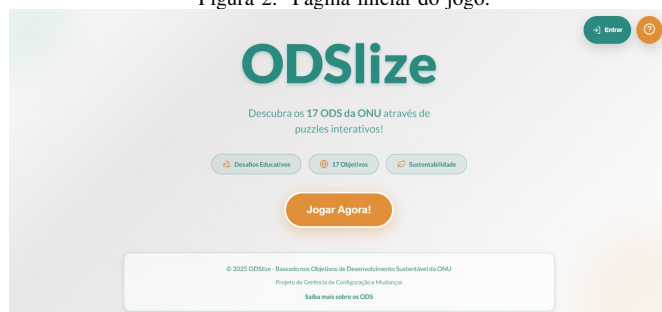 Figura 2. Página inicial do jogo.
Entrar
ODSlize
Descubra os 17 ODS da ONU através de
puzzles interativos!
Desafios Educativos
17 Objetivos
Sustentabilidade
Jogar Agora!
© 2025 ODSlize - Baseado nos Objetivos de Desenvolvimento Sustentável da ONU
Projeto de Gerência de Configuração e Mudanças
Saiba mais sobre os ODS